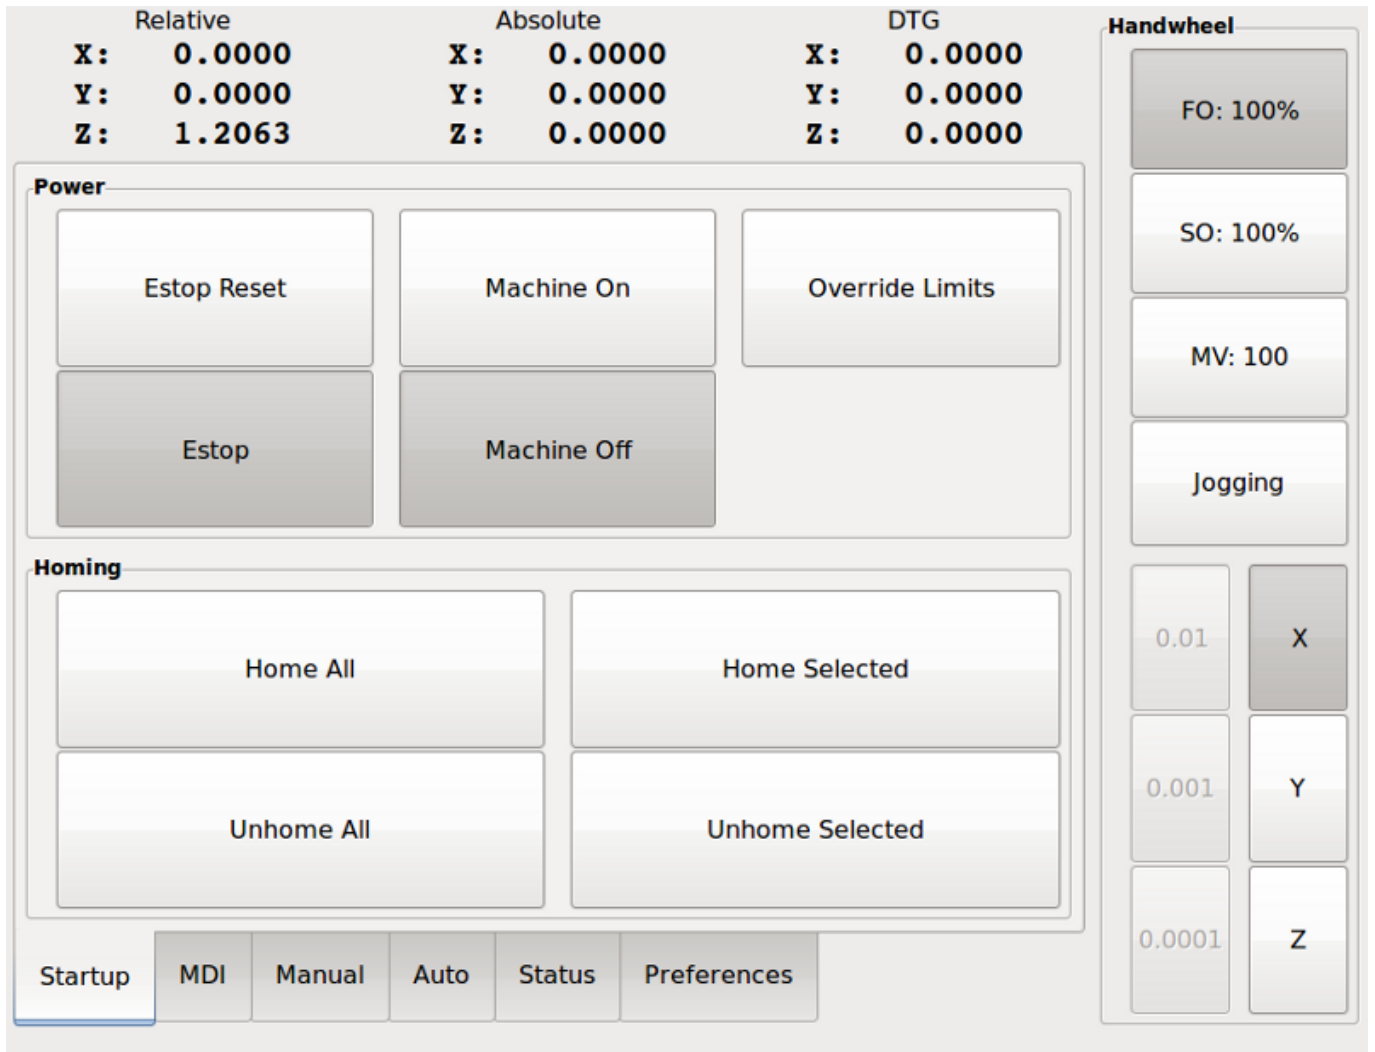 Relative Absolute DTG
X: 0.0000 X: 0.0000 X: 0.0000
Y: 0.0000 Y: 0.0000 Y: 0.0000
Z: 1.2063 Z: 0.0000 Z: 0.0000
Power
Estop Reset Machine On Override Limits
Estop Machine Off
Homing
Home All Home Selected
Unhome All Unhome Selected
Startup MDI Manual Auto Status Preferences
Handwheel
FO: 100%
SO: 100%
MV: 100
Jogging
0.01 X
0.001 Y
0.0001 Z